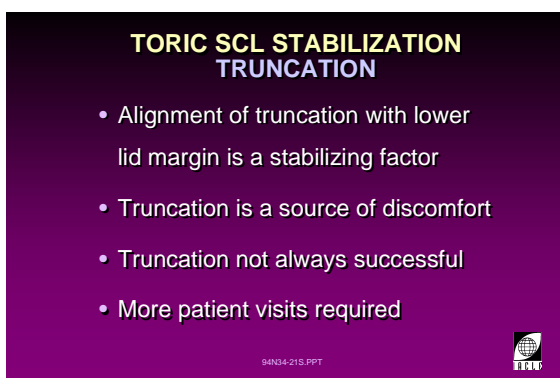 TORIC SCL STABILIZATION
TRUNCATION
• Alignment of truncation with lower
lid margin is a stabilizing factor
• Truncation is a source of discomfort
• Truncation not always successful
• More patient visits required
94N34-21S.PPT
IACLE